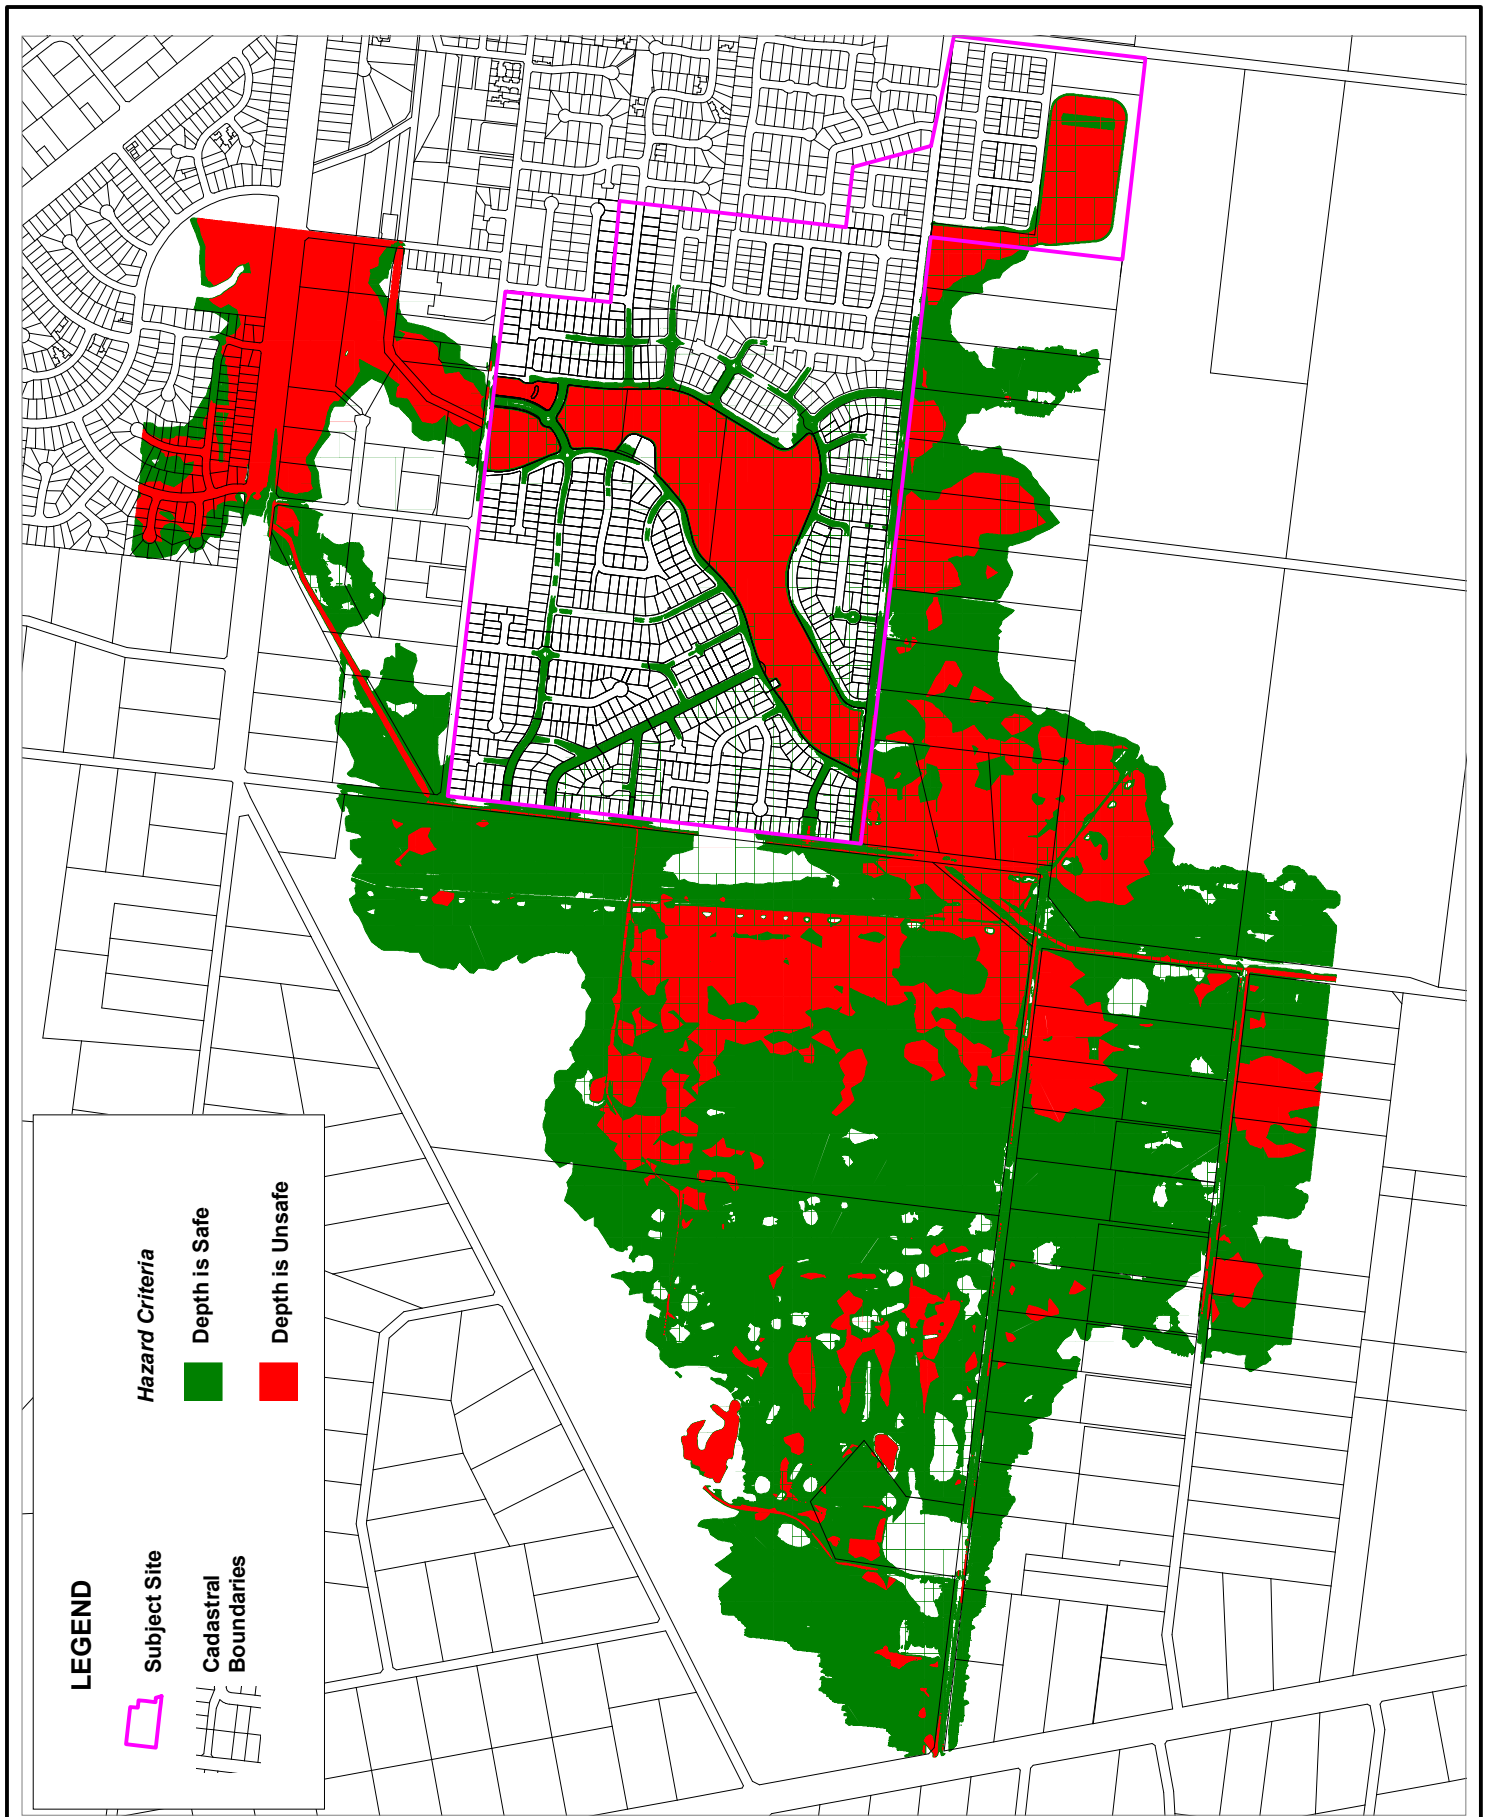 LEGEND
Subject Site
Cadastral
Boundaries
Hazard Criteria
Depth is Safe
Depth is Unsafe